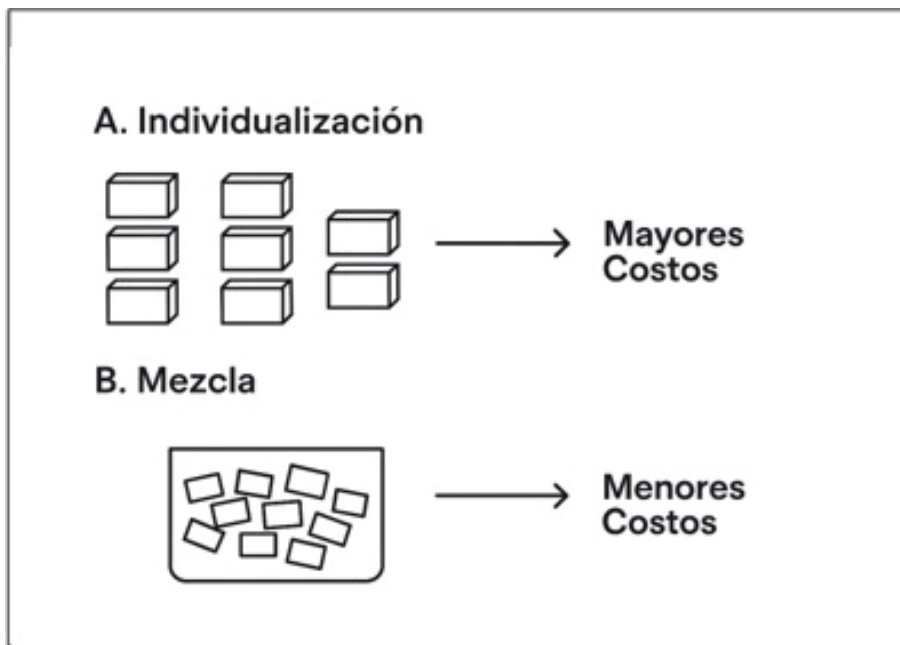 A. Individualización
Mayores
Costos
B. Mezcla
Menores
Costos